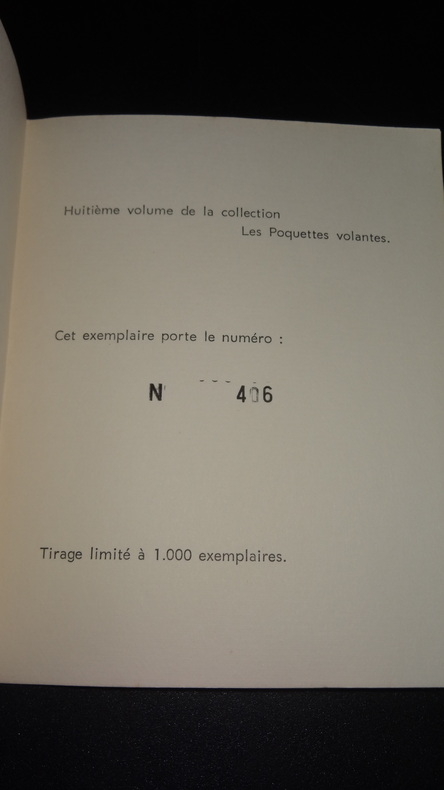 Huitième volume de la collection
Les Poquettes volantes.
Cet exemplaire porte le numéro :
N° 406
Tirage limité à 1.000 exemplaires.